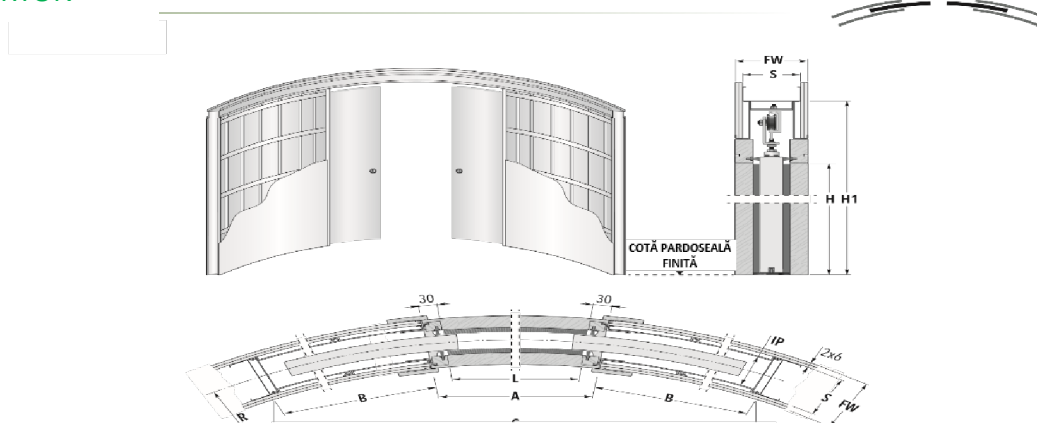 FW
S
H H1
COTĂ PARDOSEALĂ
FINITĂ
30 30
IP
2x6
L
B A B
S FW
R